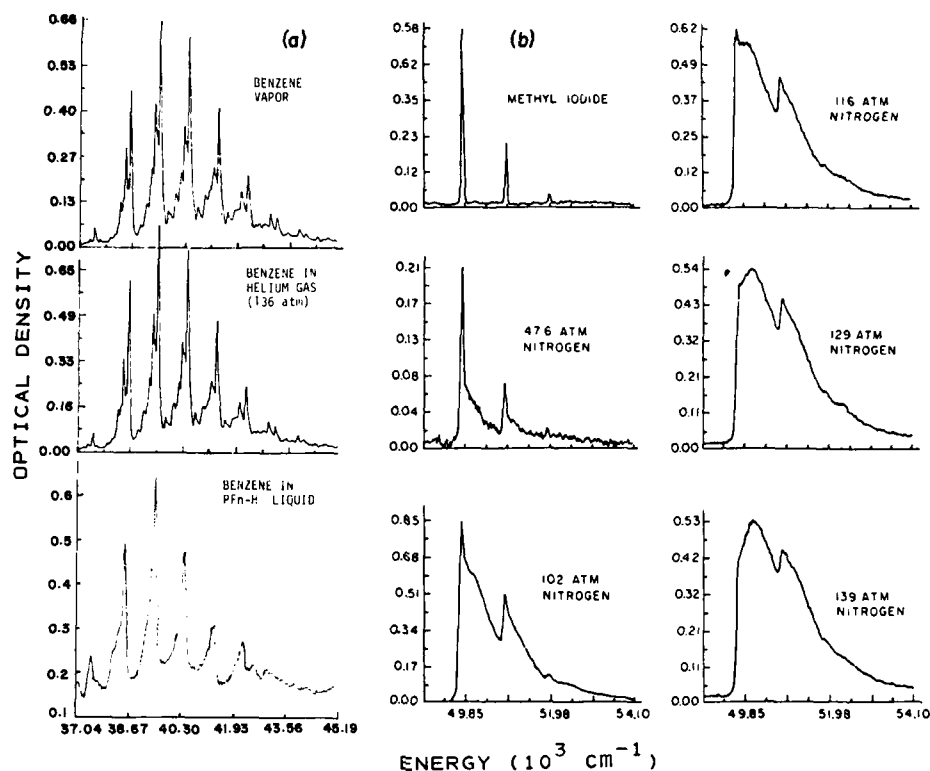 (a)
0.66
0.53
0.40
0.27
0.13
0.00
BENZENE
VAPOR
0.65
0.49
0.33
0.16
0.00
BENZENE IN
HELIUM GAS
(136 atm)
0.6
0.5
0.4
0.3
0.2
0.1
BENZENE IN
PFn-H LIQUID
37.04 38.67 40.30 41.93 43.56 45.19
OPTICAL DENSITY
(b)
0.58
0.46
0.35
0.23
0.12
0.00
METHYL IODIDE
0.21
0.17
0.13
0.08
0.04
0.00
476 ATM
NITROGEN
0.85
0.68
0.51
0.34
0.17
0.00
102 ATM
NITROGEN
49.85 51.98 54.10
0.62
0.49
0.37
0.25
0.12
0.00
116 ATM
NITROGEN
0.54
0.43
0.32
0.21
0.11
0.00
129 ATM
NITROGEN
0.53
0.42
0.32
0.21
0.11
0.00
139 ATM
NITROGEN
49.85 51.98 54.10
ENERGY (10³ cm⁻¹)